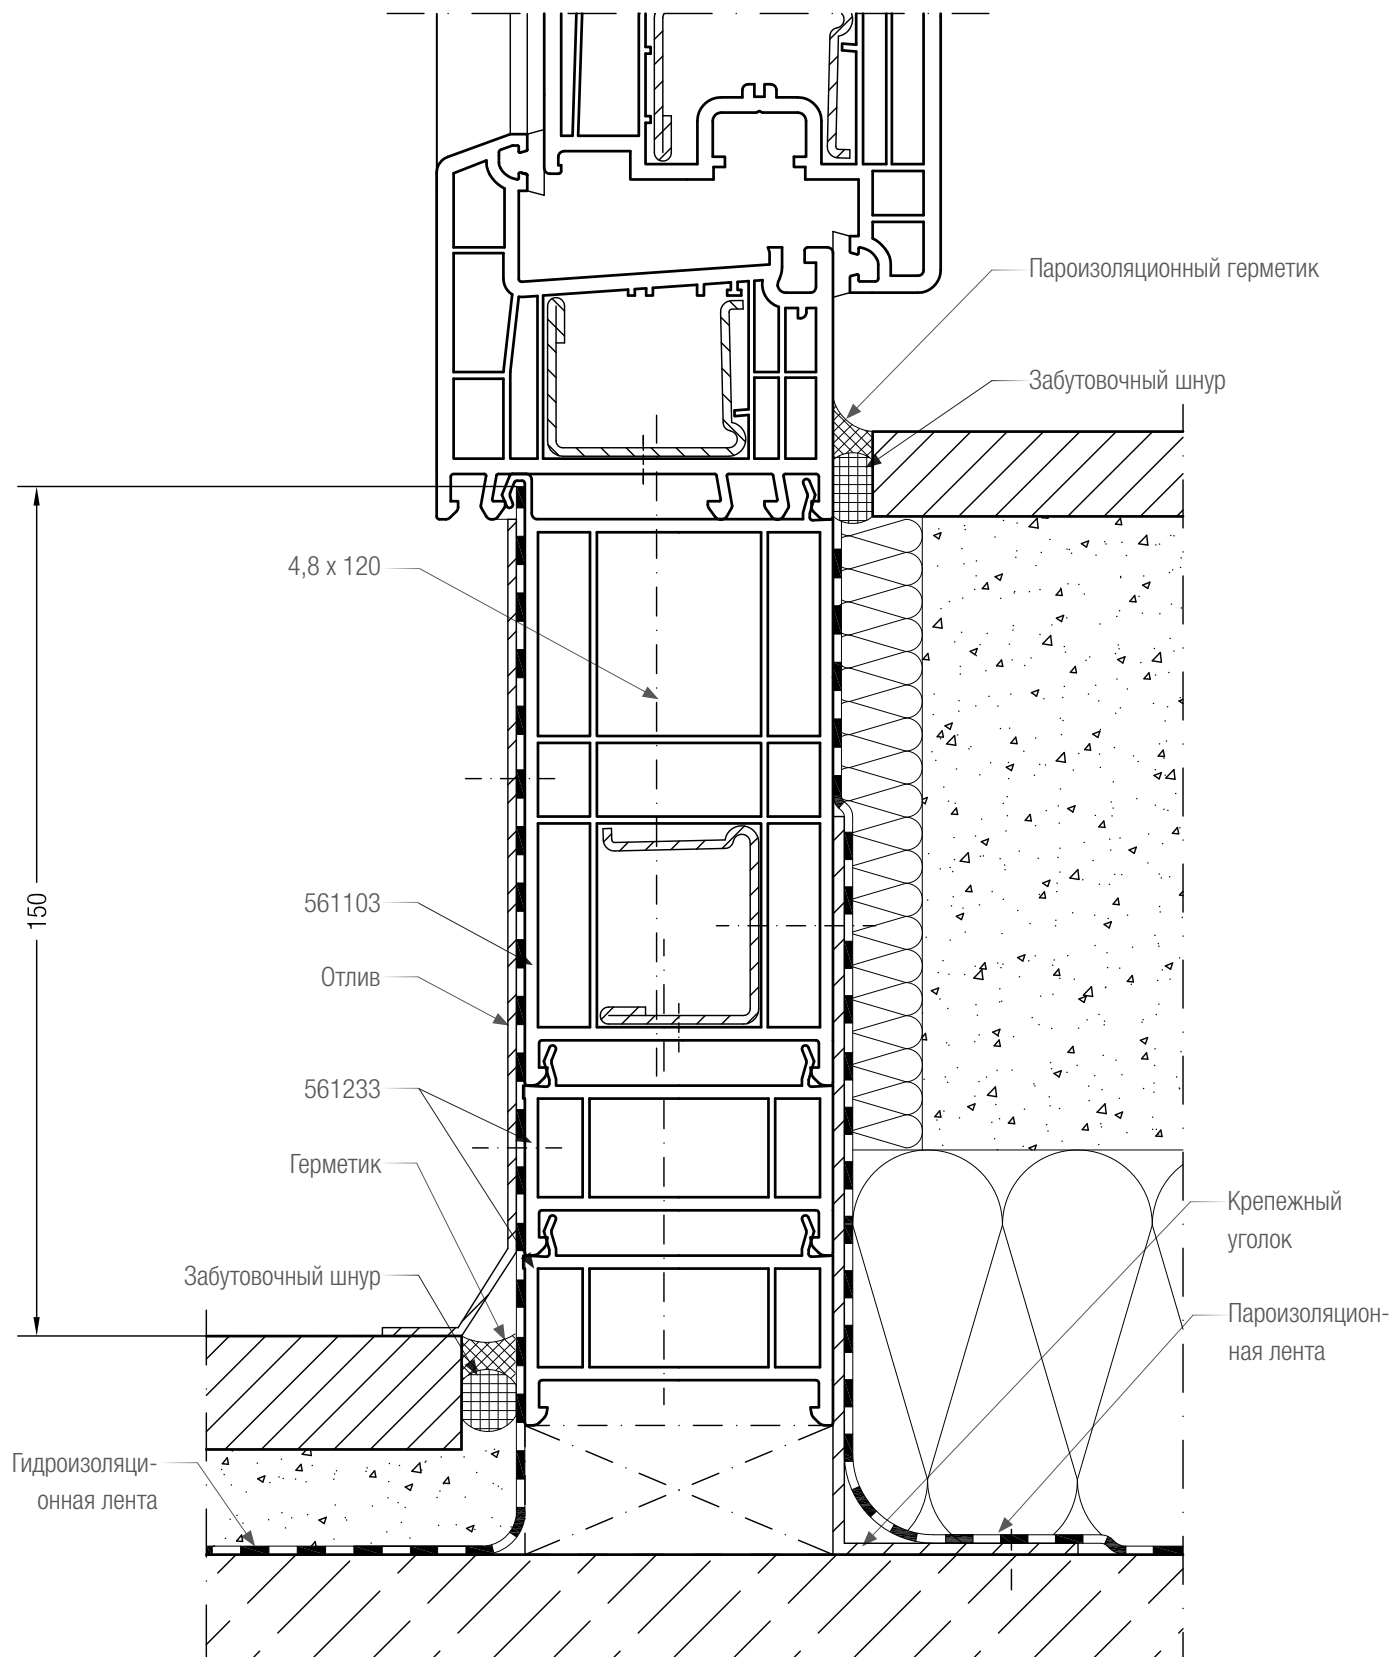 Пароизоляционный герметик
Забутовочный шнур
4,8 x 120
150
561103
Отлив
561233
Герметик
Забутовочный шнур
Крепежный
уголок
Пароизоляцион-
ная лента
Гидроизоляци-
онная лента